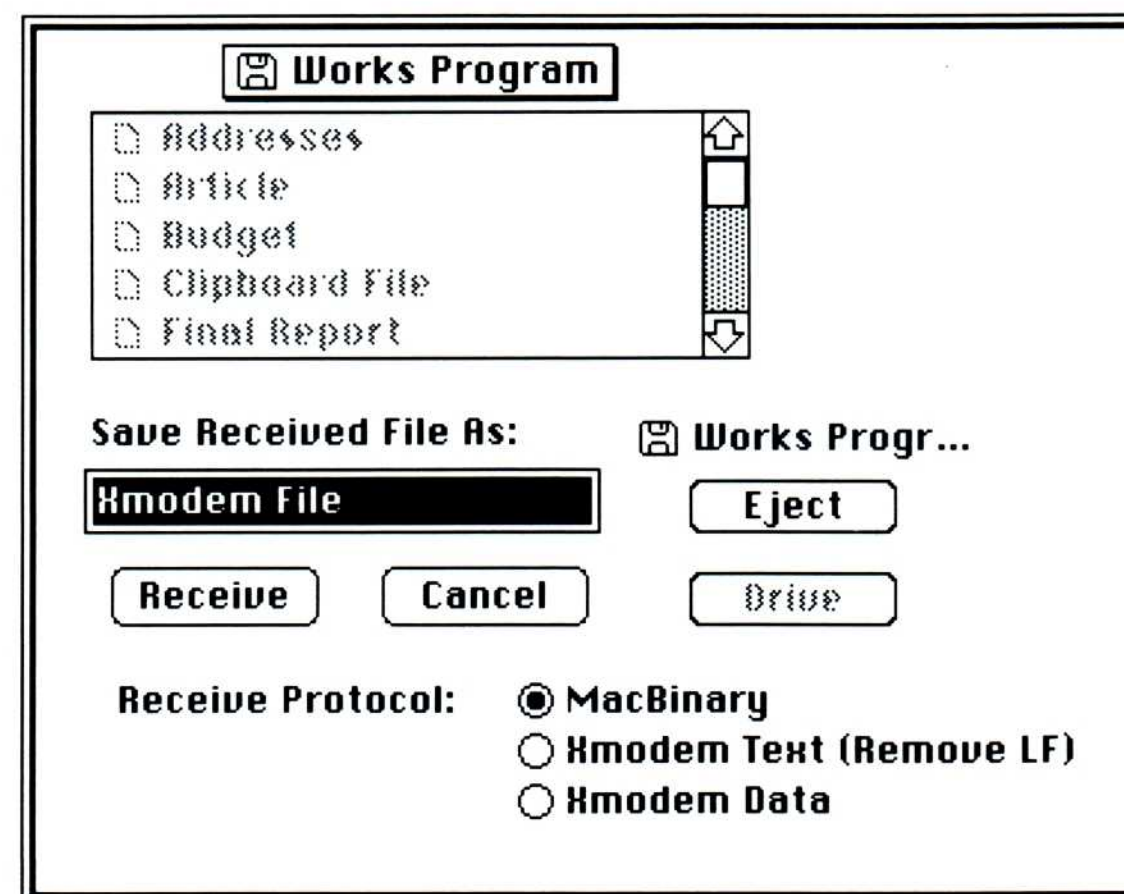 Works Program
Addresses
Article
Budget
Clipboard File
Final Report
Save Received File As:
Works Progr...
Xmodem File
Eject
Receive
Cancel
Drive
Receive Protocol:
MacBinary
Xmodem Text (Remove LF)
Xmodem Data